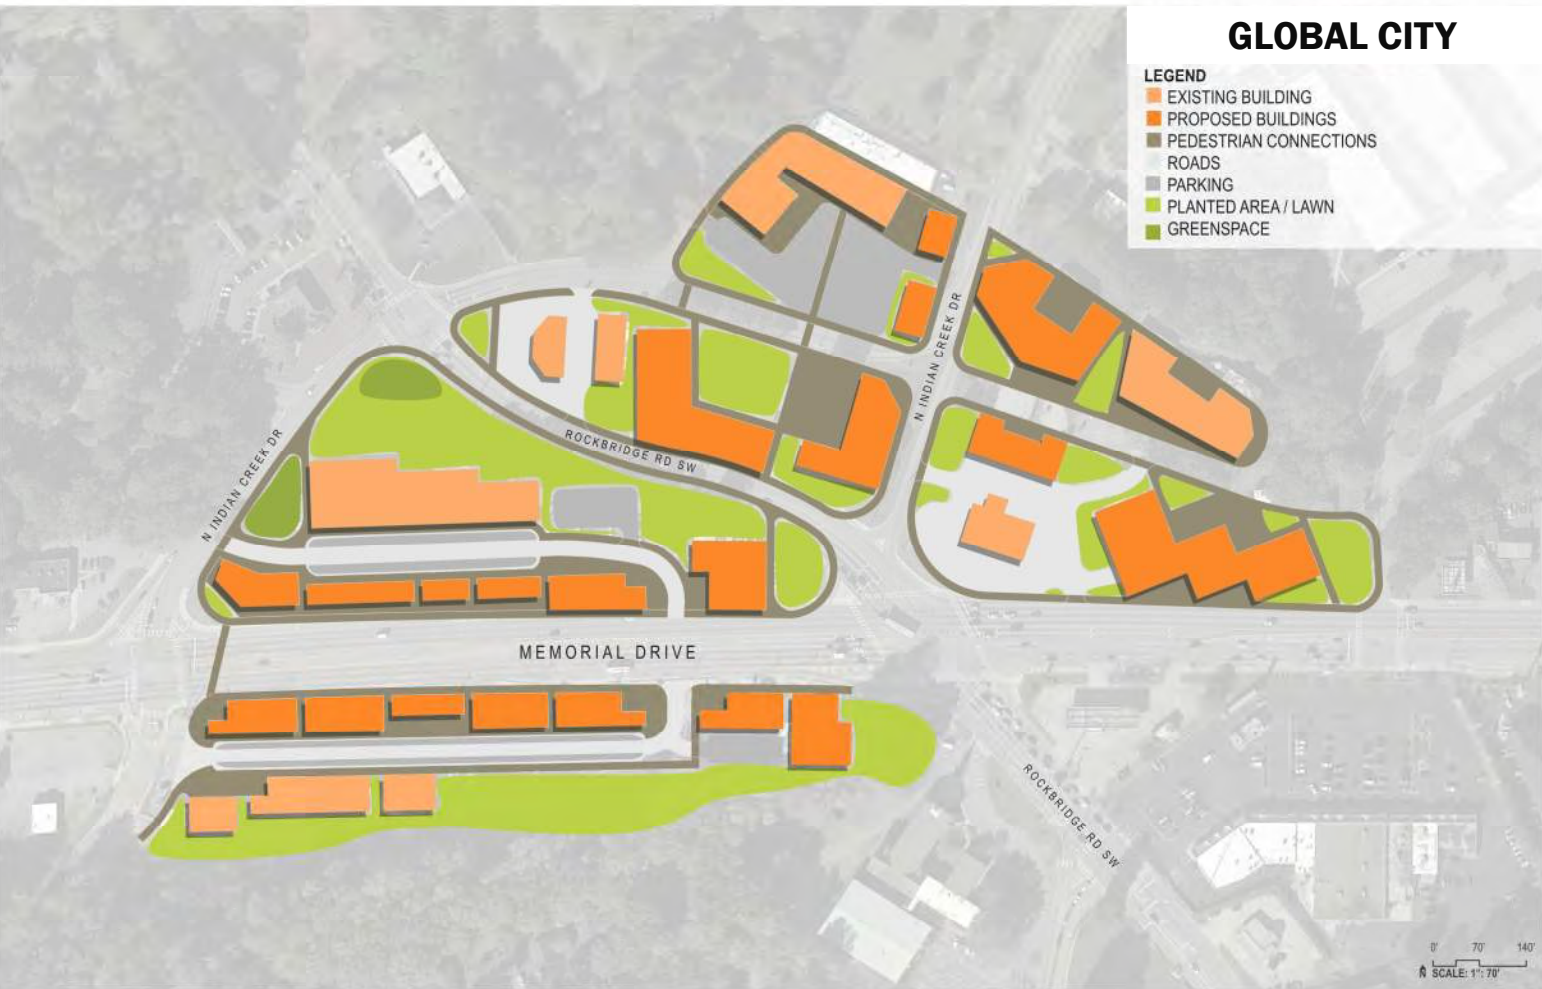 GLOBAL CITY
LEGEND
EXISTING BUILDING
PROPOSED BUILDINGS
PEDESTRIAN CONNECTIONS
ROADS
PARKING
PLANTED AREA / LAWN
GREENSPACE
N INDIAN CREEK DR
N INDIAN CREEK DR
ROCKBRIDGE RD SW
MEMORIAL DRIVE
ROCKBRIDGE RD SW
0' 70' 140'
N SCALE: 1": 70'